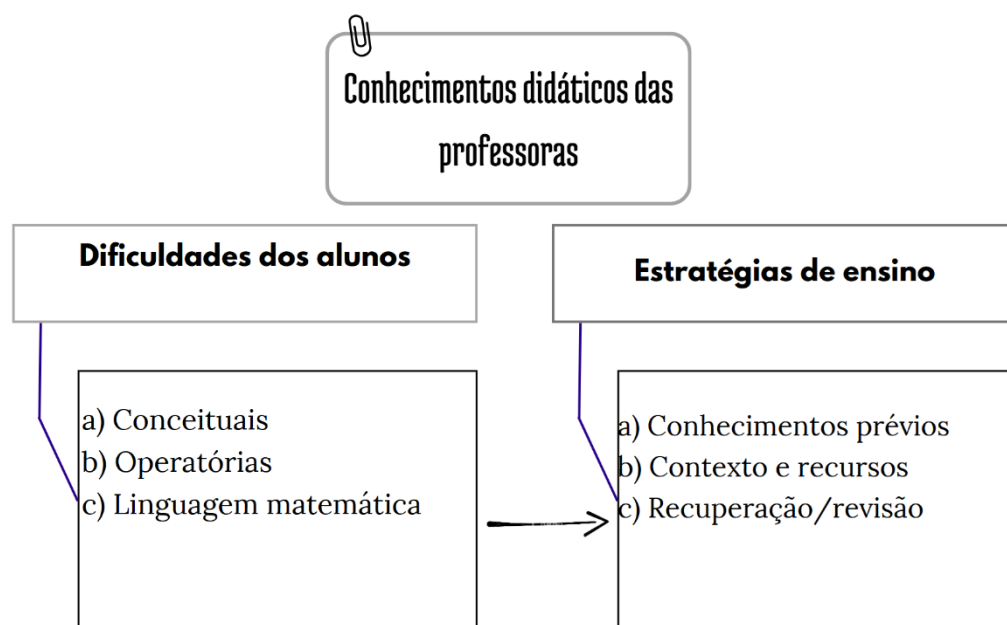 Conhecimentos didáticos das
professoras
Dificuldades dos alunos
a) Conceituais
b) Operatórias
c) Linguagem matemática
Estratégias de ensino
a) Conhecimentos prévios
b) Contexto e recursos
c) Recuperação/revisão